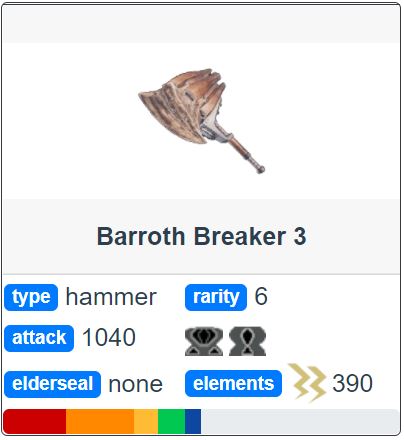 Barroth Breaker 3
type hammer rarity 6
attack 1040
elderseal none elements 390